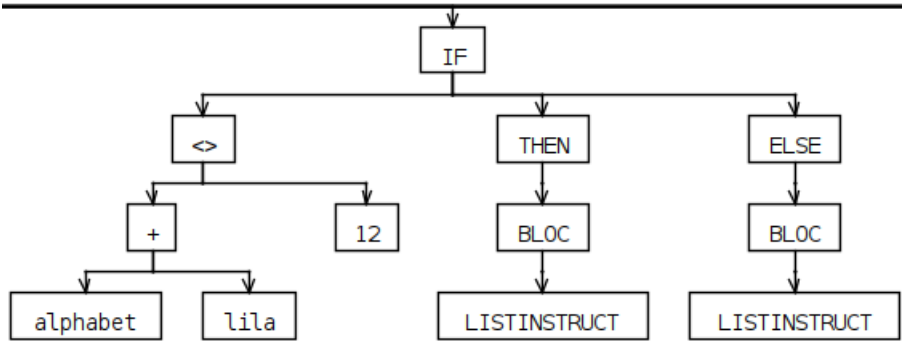 IF
<> THEN ELSE
+ 12 BLOC BLOC
alphabet lila LISTINSTRUCT LISTINSTRUCT